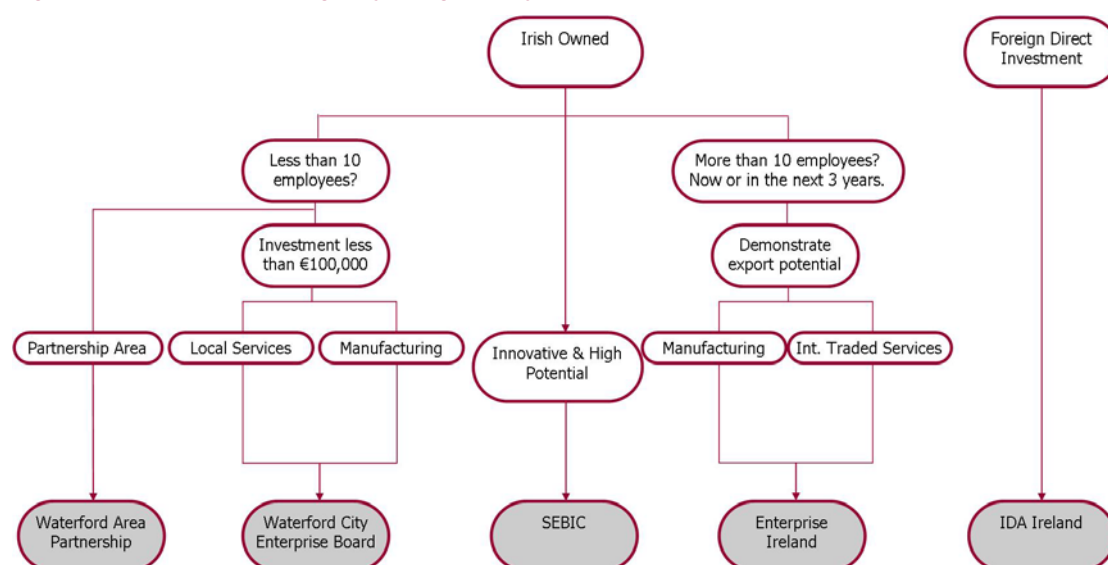 Irish Owned
Foreign Direct
Investment
Less than 10
employees?
More than 10 employees?
Now or in the next 3 years.
Investment less
than €100,000
Demonstrate
export potential
Partnership Area
Local Services
Manufacturing
Innovative & High
Potential
Manufacturing
Int. Traded Services
Waterford Area
Partnership
Waterford City
Enterprise Board
SEBIC
Enterprise
Ireland
IDA Ireland